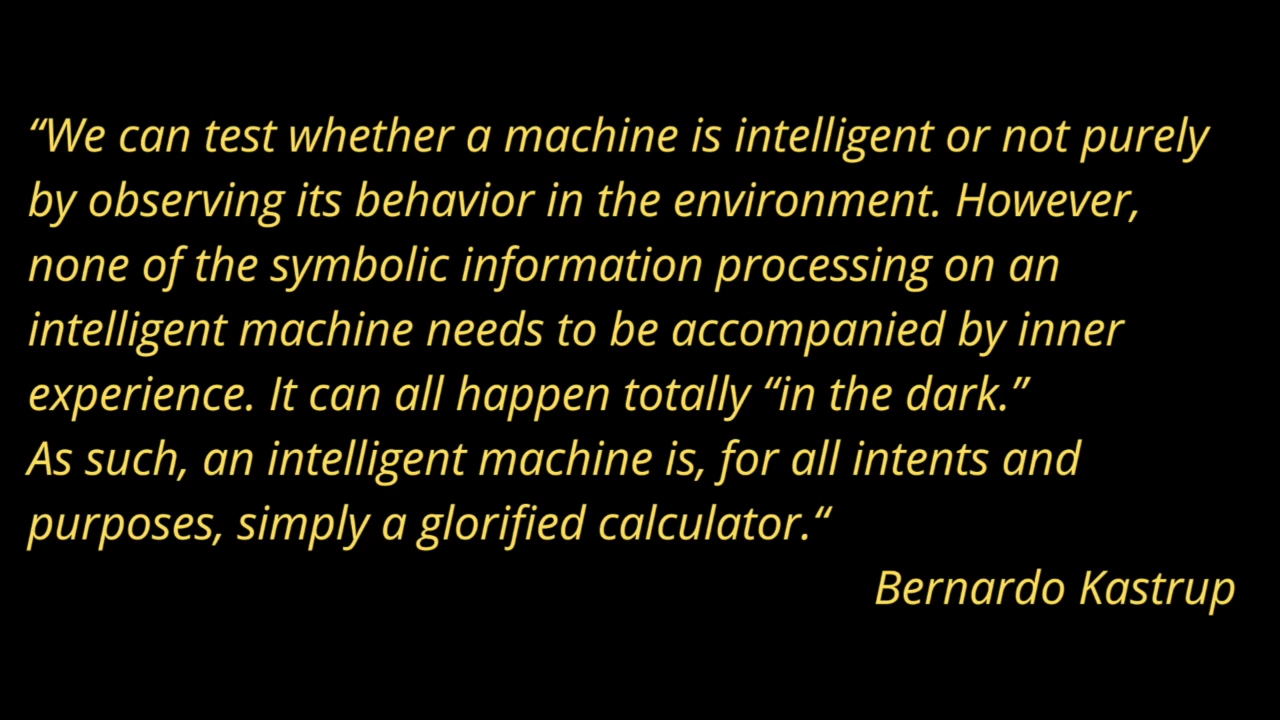 “We can test whether a machine is intelligent or not purely
by observing its behavior in the environment. However,
none of the symbolic information processing on an
intelligent machine needs to be accompanied by inner
experience. It can all happen totally “in the dark.”
As such, an intelligent machine is, for all intents and
purposes, simply a glorified calculator.“
Bernardo Kastrup